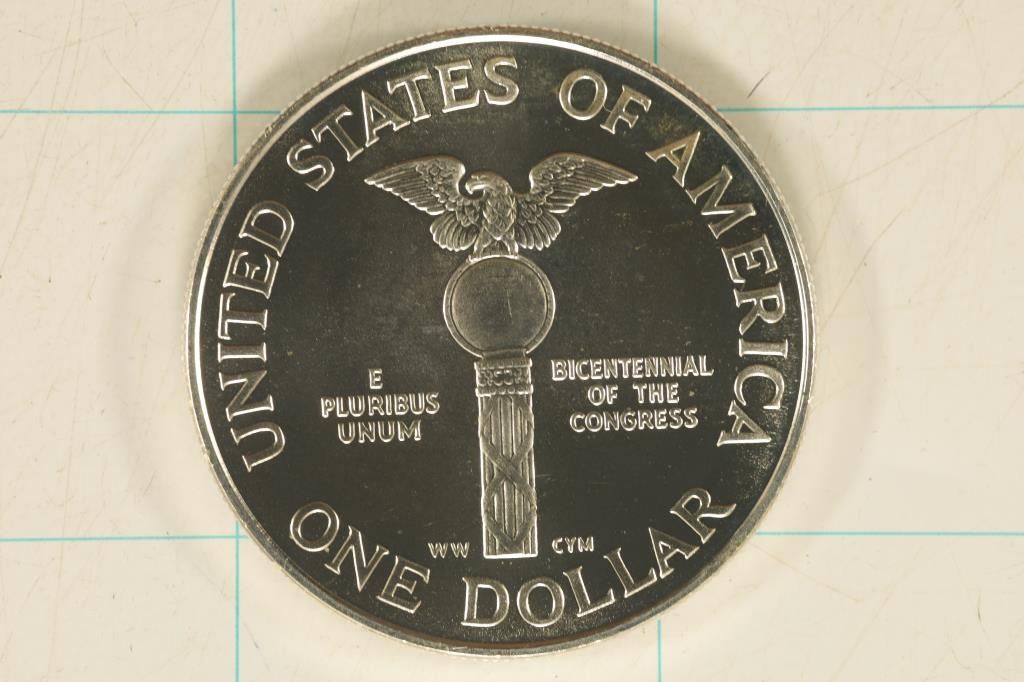 UNITED STATES OF AMERICA
E
PLURIBUS
UNUM
BICENTENNIAL
OF THE
CONGRESS
WW
CYM
ONE DOLLAR